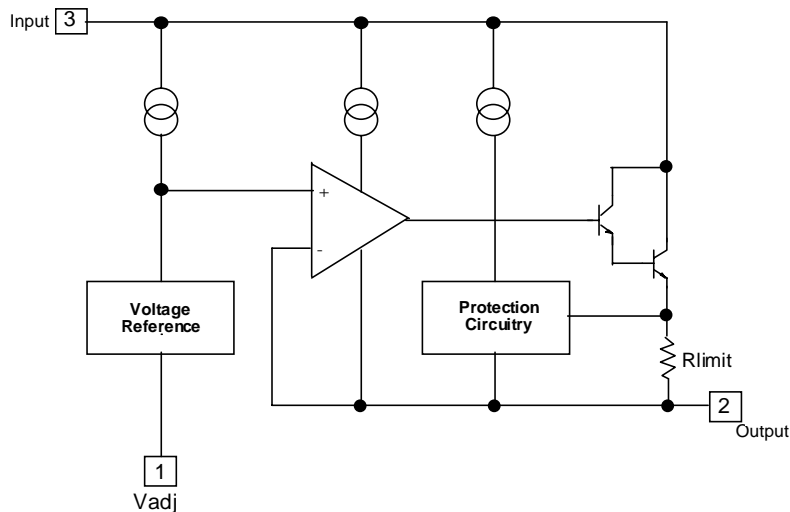 Input 3
+
-
Voltage
Reference
Protection
Circuitry
Rlimit
2
Output
1
Vadj